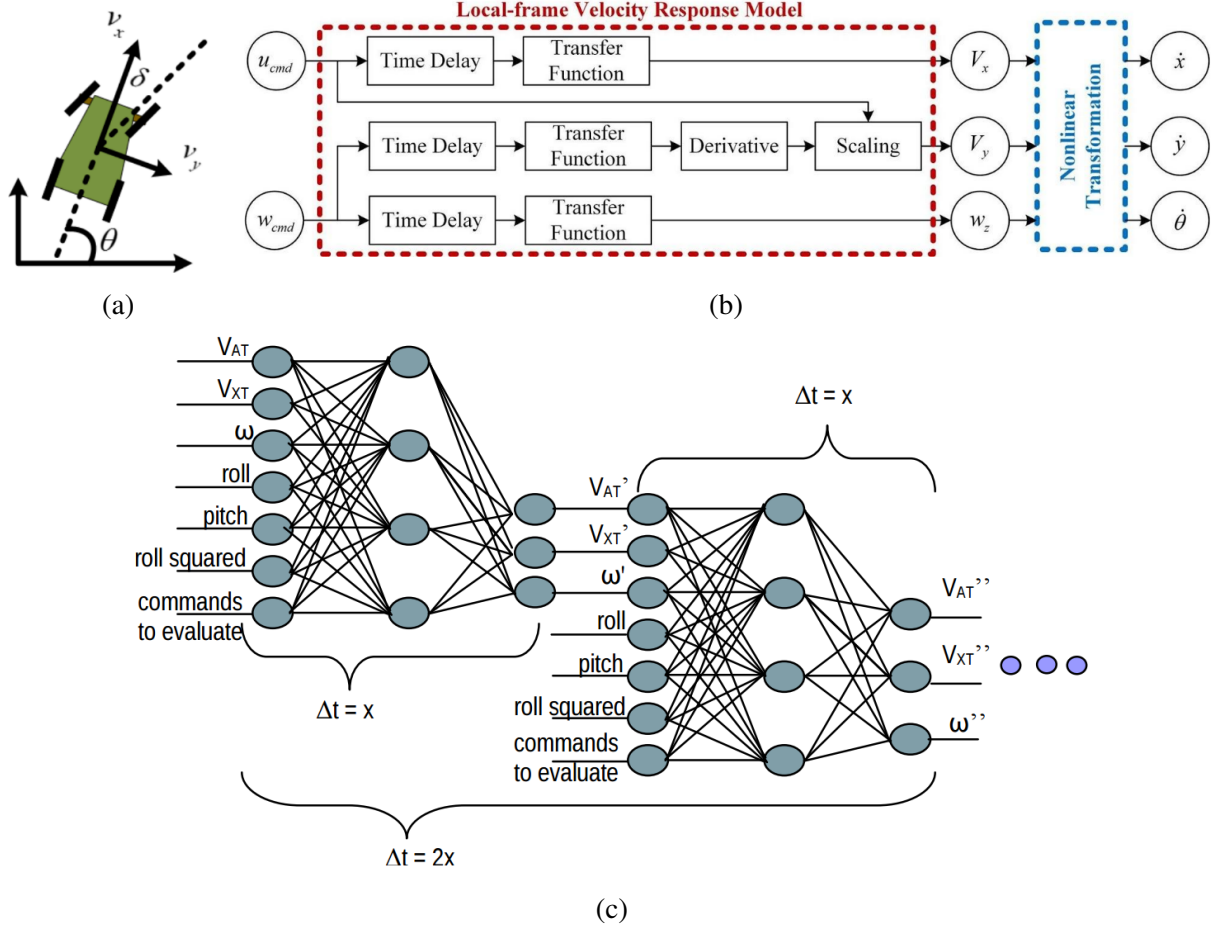 Local-frame Velocity Response Model
v_x
δ
v_y
θ
u_cmd
Time Delay
Transfer
Function
V_x
ẋ
Time Delay
Transfer
Function
Derivative
Scaling
V_y
ẏ
w_cmd
Time Delay
Transfer
Function
w_z
θ̇
Nonlinear
Transformation
(a)
(b)
V_AT
V_XT
ω
roll
pitch
roll squared
commands
to evaluate
Δt = x
Δt = x
V_AT’
V_XT’
ω'
roll
pitch
roll squared
commands
to evaluate
V_AT’’
V_XT’’
ω’’
Δt = 2x
(c)